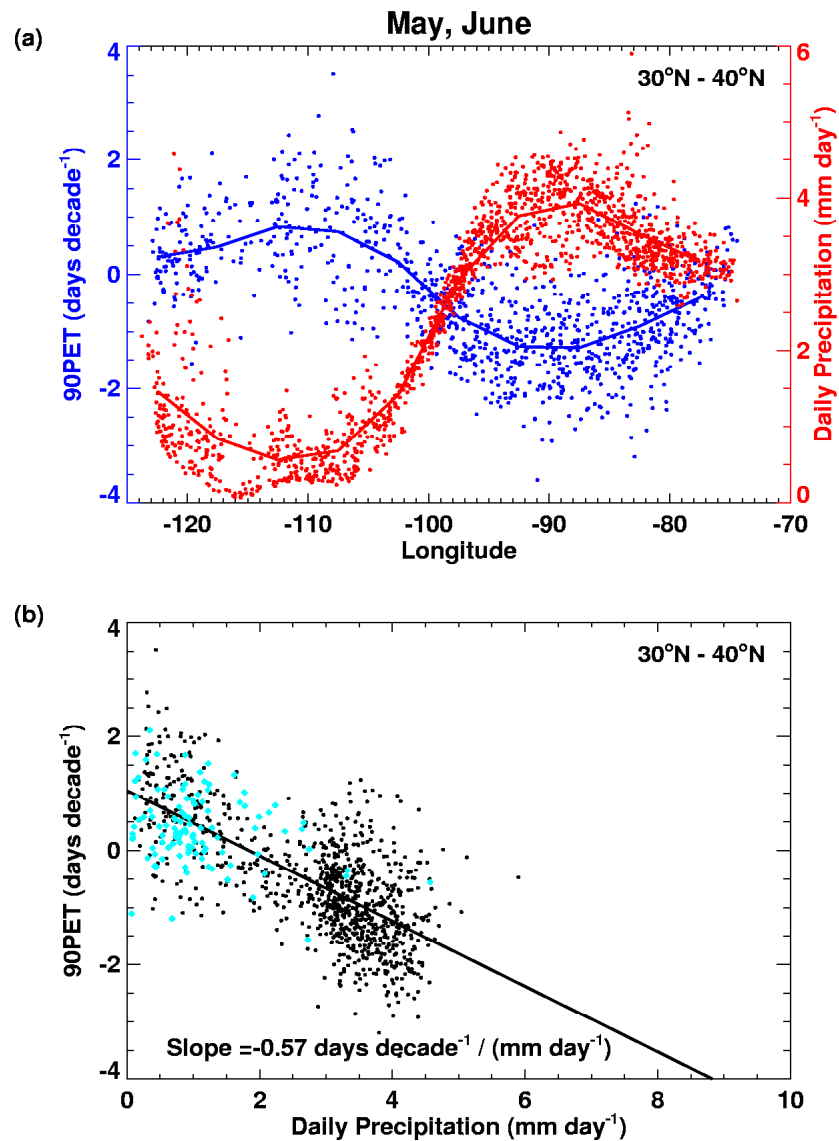 May, June
(a)
30°N - 40°N
4
2
0
-2
-4
90PET (days decade⁻¹)
6
4
2
0
Daily Precipitation (mm day⁻¹)
-120 -110 -100 -90 -80 -70
Longitude
(b)
30°N - 40°N
4
2
0
-2
-4
90PET (days decade⁻¹)
Slope =-0.57 days decade⁻¹ / (mm day⁻¹)
0 2 4 6 8 10
Daily Precipitation (mm day⁻¹)